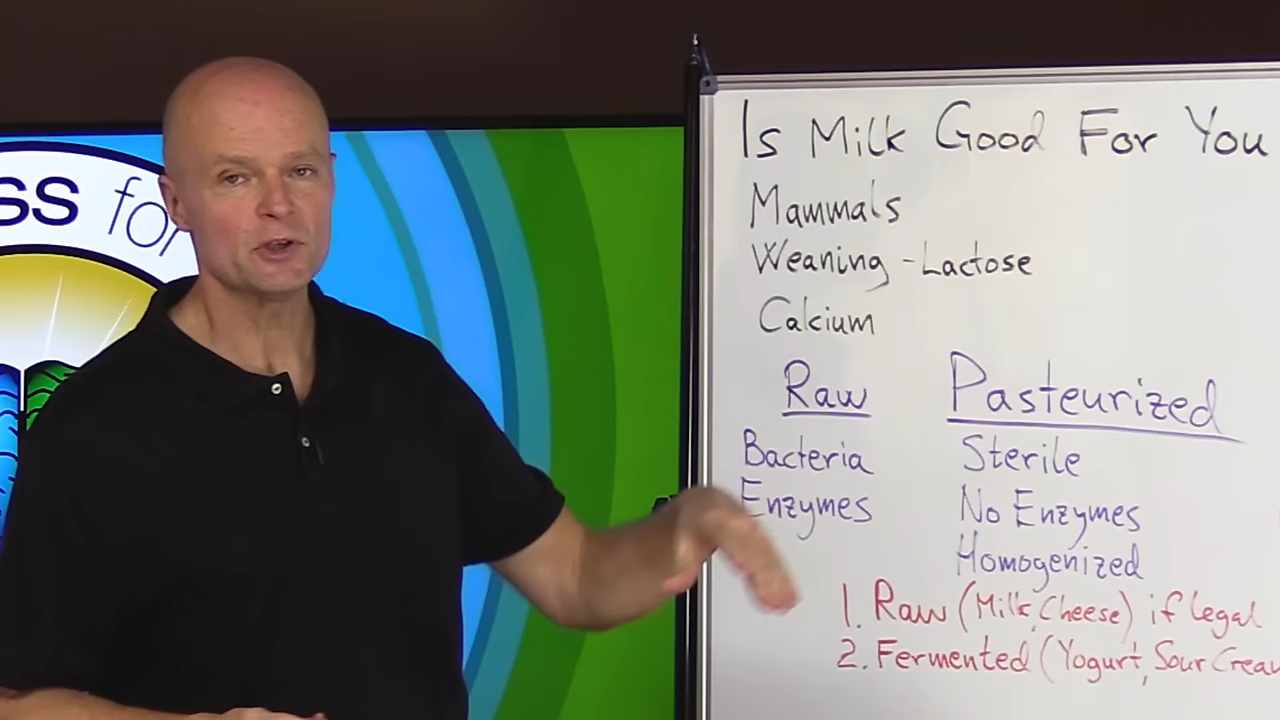 ss for
Is Milk Good For You
Mammals
Weaning - Lactose
Calcium
Raw Pasteurized
Bacteria Sterile
Enzymes No Enzymes
Homogenized
1. Raw (Milk, Cheese) if legal
2. Fermented (Yogurt, Sour Cream